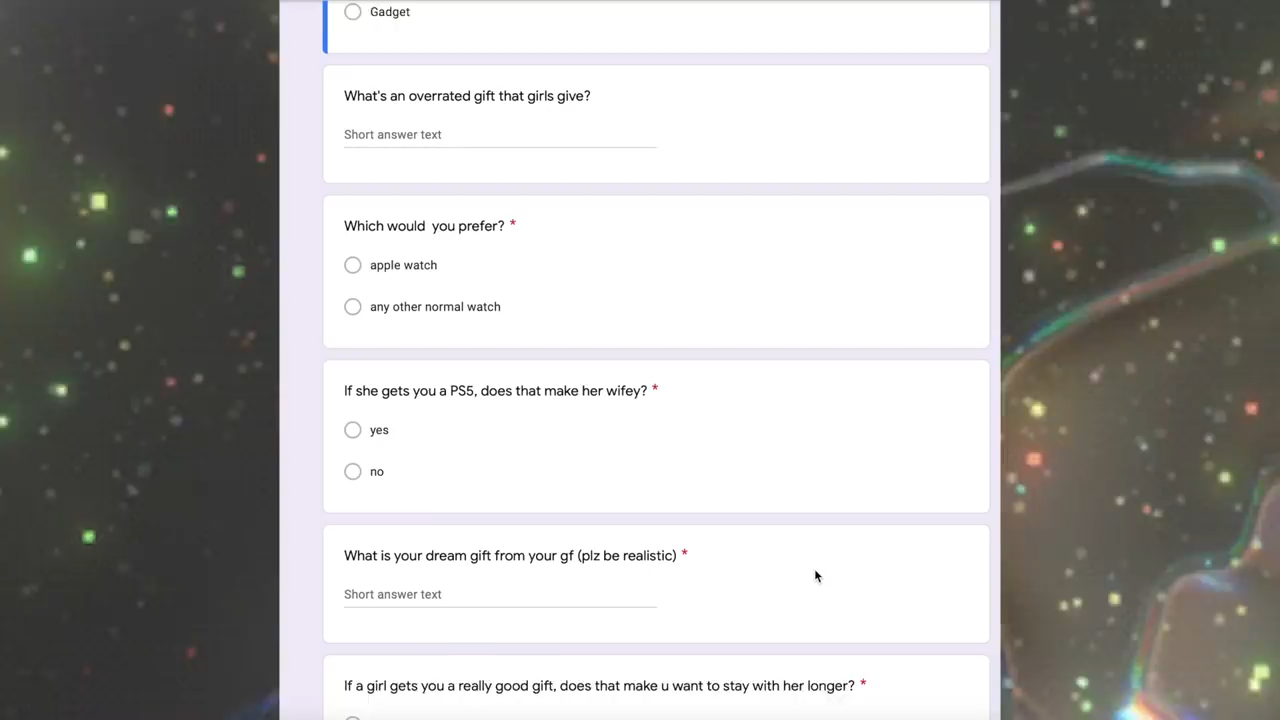 Gadget
What's an overrated gift that girls give?
Short answer text
Which would  you prefer? *
apple watch
any other normal watch
If she gets you a PS5, does that make her wifey? *
yes
no
What is your dream gift from your gf (plz be realistic) *
Short answer text
If a girl gets you a really good gift, does that make u want to stay with her longer? *